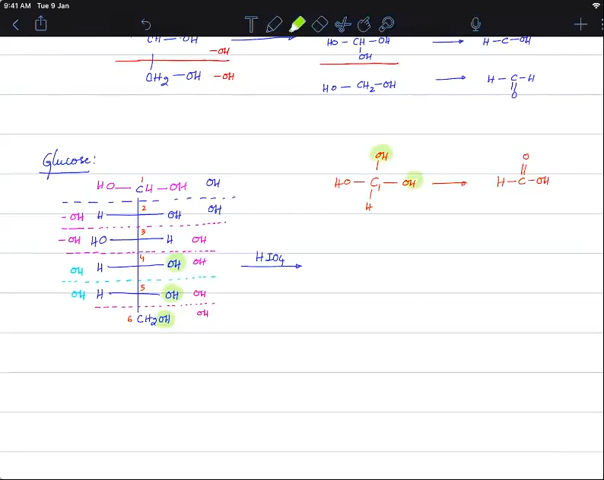 9:41 AM Tue 9 Jan
CH — OH
— OH
CH2 — OH — OH
HO — CH — OH
OH
HO — CH2 — OH
H — C — OH
H — C — H
O
Glucose:
1
HO — CH — OH OH
2
— OH H OH OH
3
— OH HO H OH
4
OH H OH OH
5
OH H OH OH
6 CH2OH OH
HIO4
OH
HO — C1 — OH
H
O
H — C — OH